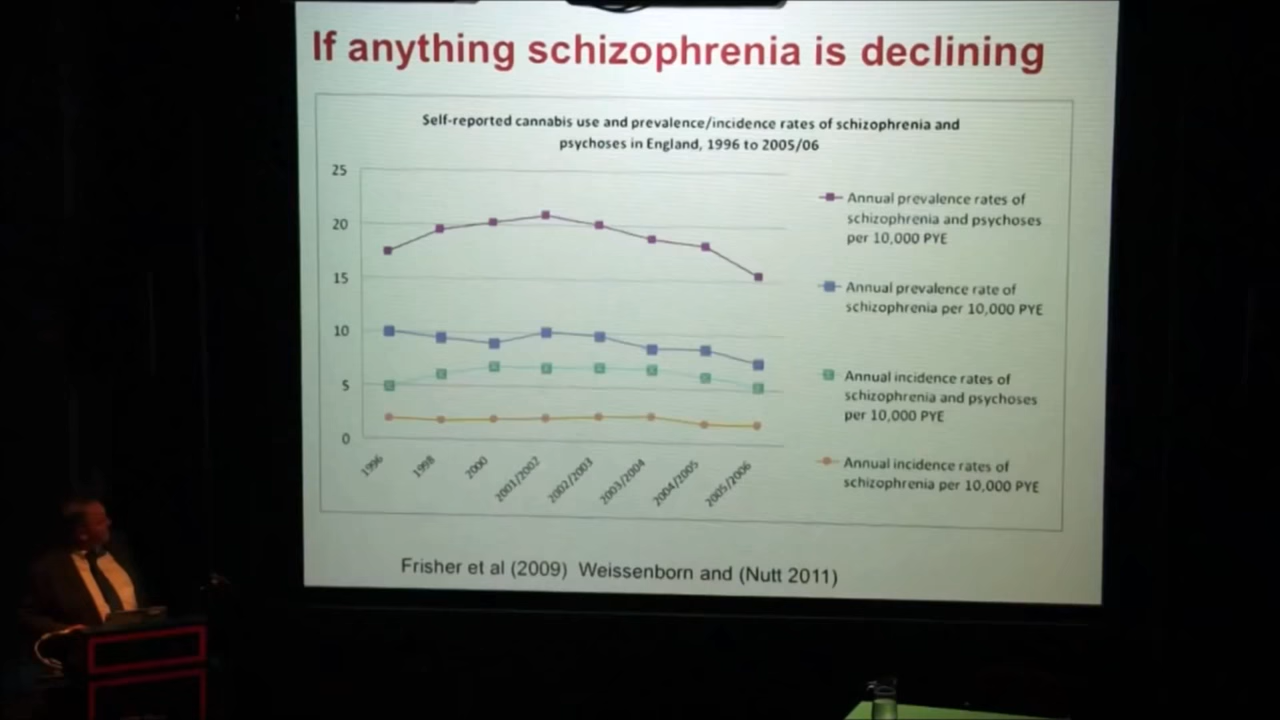 If anything schizophrenia is declining
Self-reported cannabis use and prevalence/incidence rates of schizophrenia and
psychoses in England, 1996 to 2005/06
25
20
15
10
5
0
1996
1998
2000
2001/2002
2002/2003
2003/2004
2004/2005
2005/2006
Annual prevalence rates of
schizophrenia and psychoses
per 10,000 PYE
Annual prevalence rate of
schizophrenia per 10,000 PYE
Annual incidence rates of
schizophrenia and psychoses
per 10,000 PYE
Annual incidence rates of
schizophrenia per 10,000 PYE
Frisher et al (2009) Weissenborn and (Nutt 2011)